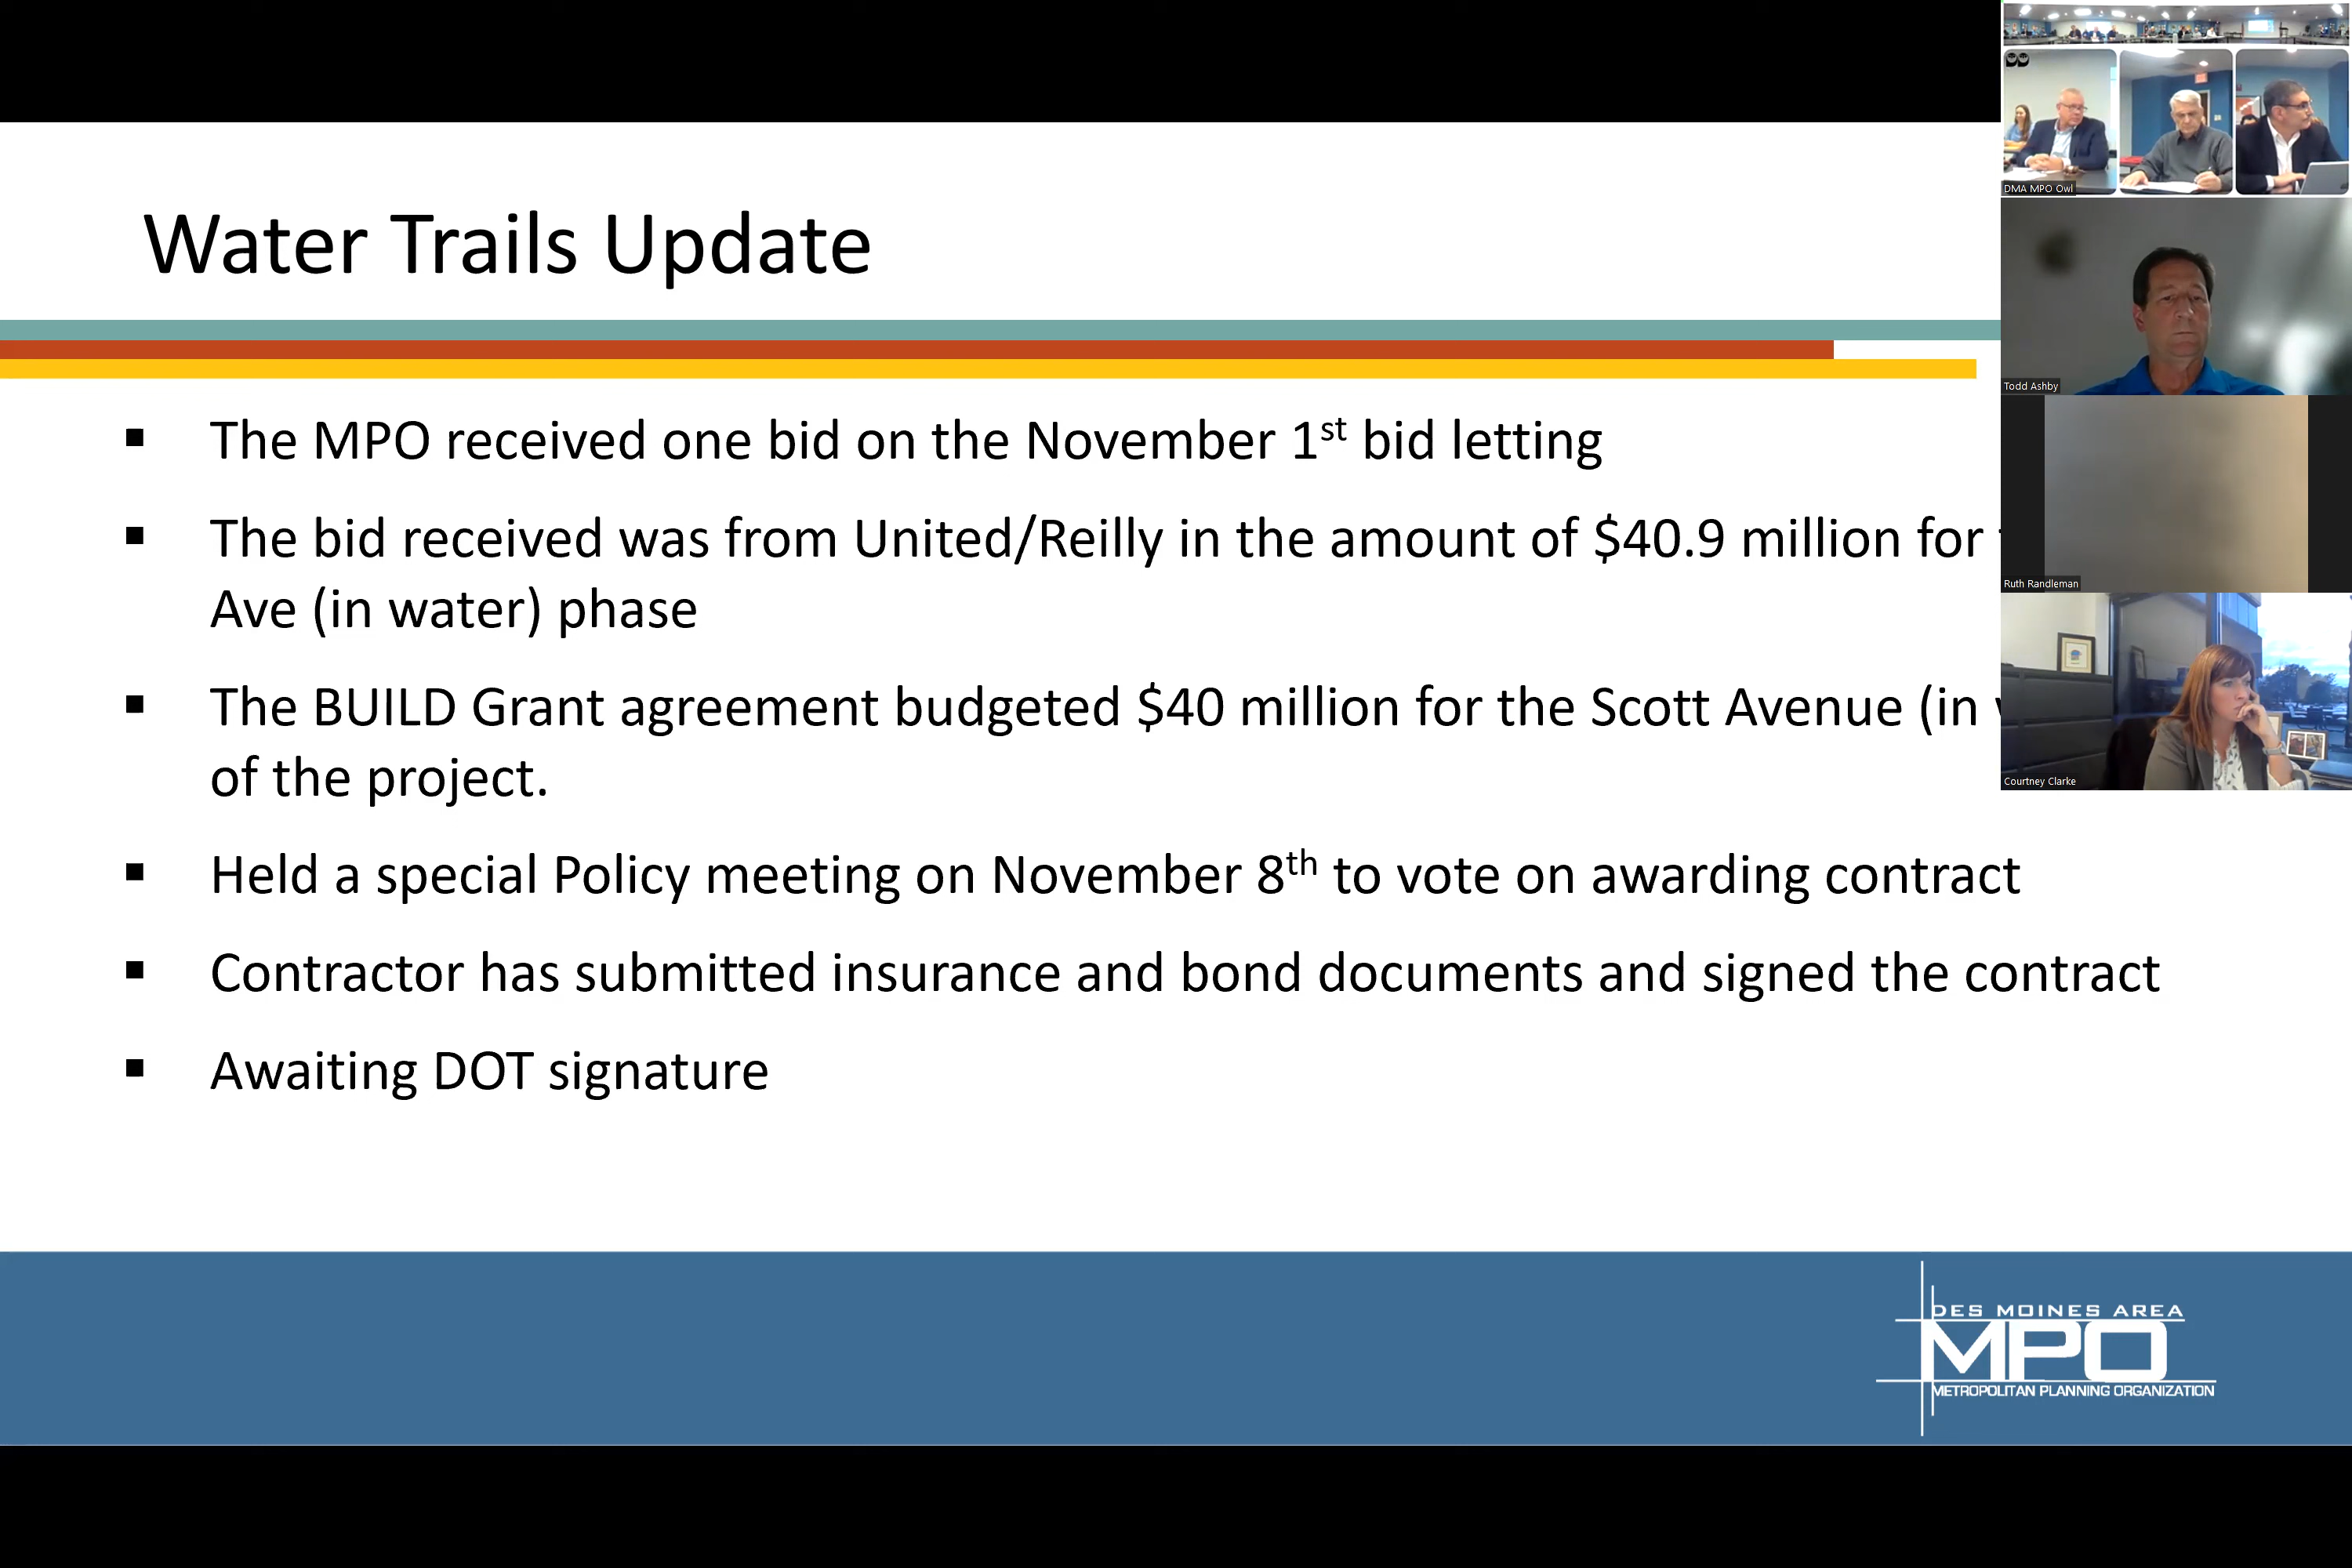 Water Trails Update
▪ The MPO received one bid on the November 1st bid letting
▪ The bid received was from United/Reilly in the amount of $40.9 million for
Ave (in water) phase
▪ The BUILD Grant agreement budgeted $40 million for the Scott Avenue (in
of the project.
▪ Held a special Policy meeting on November 8th to vote on awarding contract
▪ Contractor has submitted insurance and bond documents and signed the contract
▪ Awaiting DOT signature
DES MOINES AREA
MPO
METROPOLITAN PLANNING ORGANIZATION
DMA MPO Owl
Todd Ashby
Ruth Randleman
Courtney Clarke